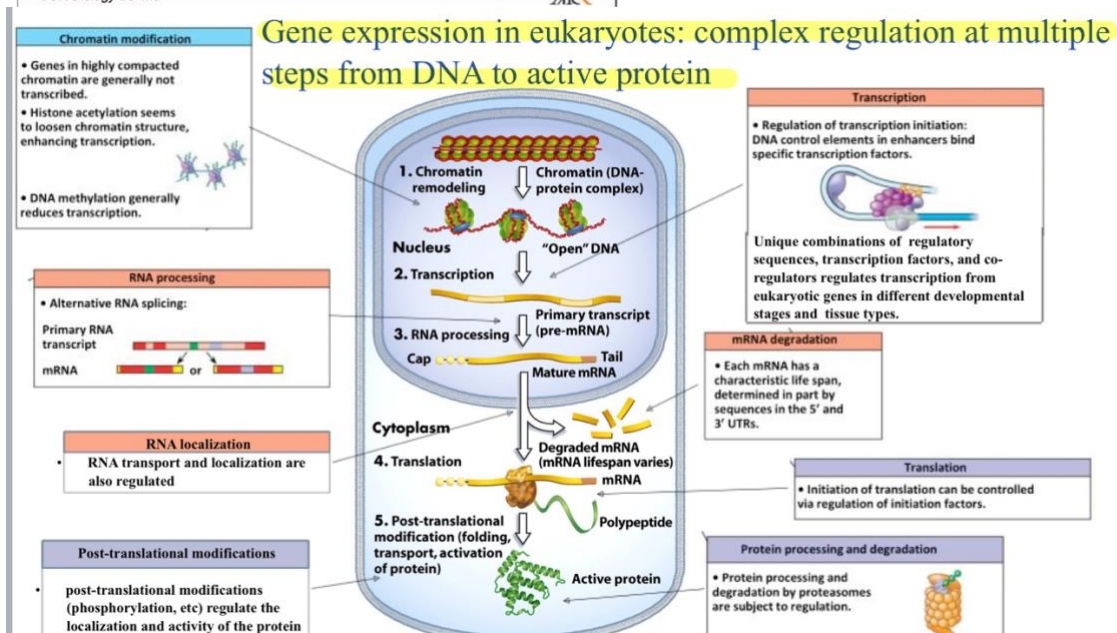 Gene expression in eukaryotes: complex regulation at multiple
steps from DNA to active protein
Chromatin modification
• Genes in highly compacted
chromatin are generally not
transcribed.
• Histone acetylation seems
to loosen chromatin structure,
enhancing transcription.
• DNA methylation generally
reduces transcription.
RNA processing
• Alternative RNA splicing:
Primary RNA
transcript
mRNA
or
RNA localization
• RNA transport and localization are
also regulated
Post-translational modifications
• post-translational modifications
(phosphorylation, etc) regulate the
localization and activity of the protein
1. Chromatin
remodeling
Chromatin (DNA-
protein complex)
Nucleus
"Open" DNA
2. Transcription
Primary transcript
(pre-mRNA)
3. RNA processing
Cap
Tail
Mature mRNA
Cytoplasm
Degraded mRNA
(mRNA lifespan varies)
4. Translation
mRNA
Polypeptide
5. Post-translational
modification (folding,
transport, activation
of protein)
Active protein
Transcription
• Regulation of transcription initiation:
DNA control elements in enhancers bind
specific transcription factors.
Unique combinations of regulatory
sequences, transcription factors, and co-
regulators regulates transcription from
eukaryotic genes in different developmental
stages and tissue types.
mRNA degradation
• Each mRNA has a
characteristic life span,
determined in part by
sequences in the 5' and
3' UTRs.
Translation
• Initiation of translation can be controlled
via regulation of initiation factors.
Protein processing and degradation
• Protein processing and
degradation by proteasomes
are subject to regulation.